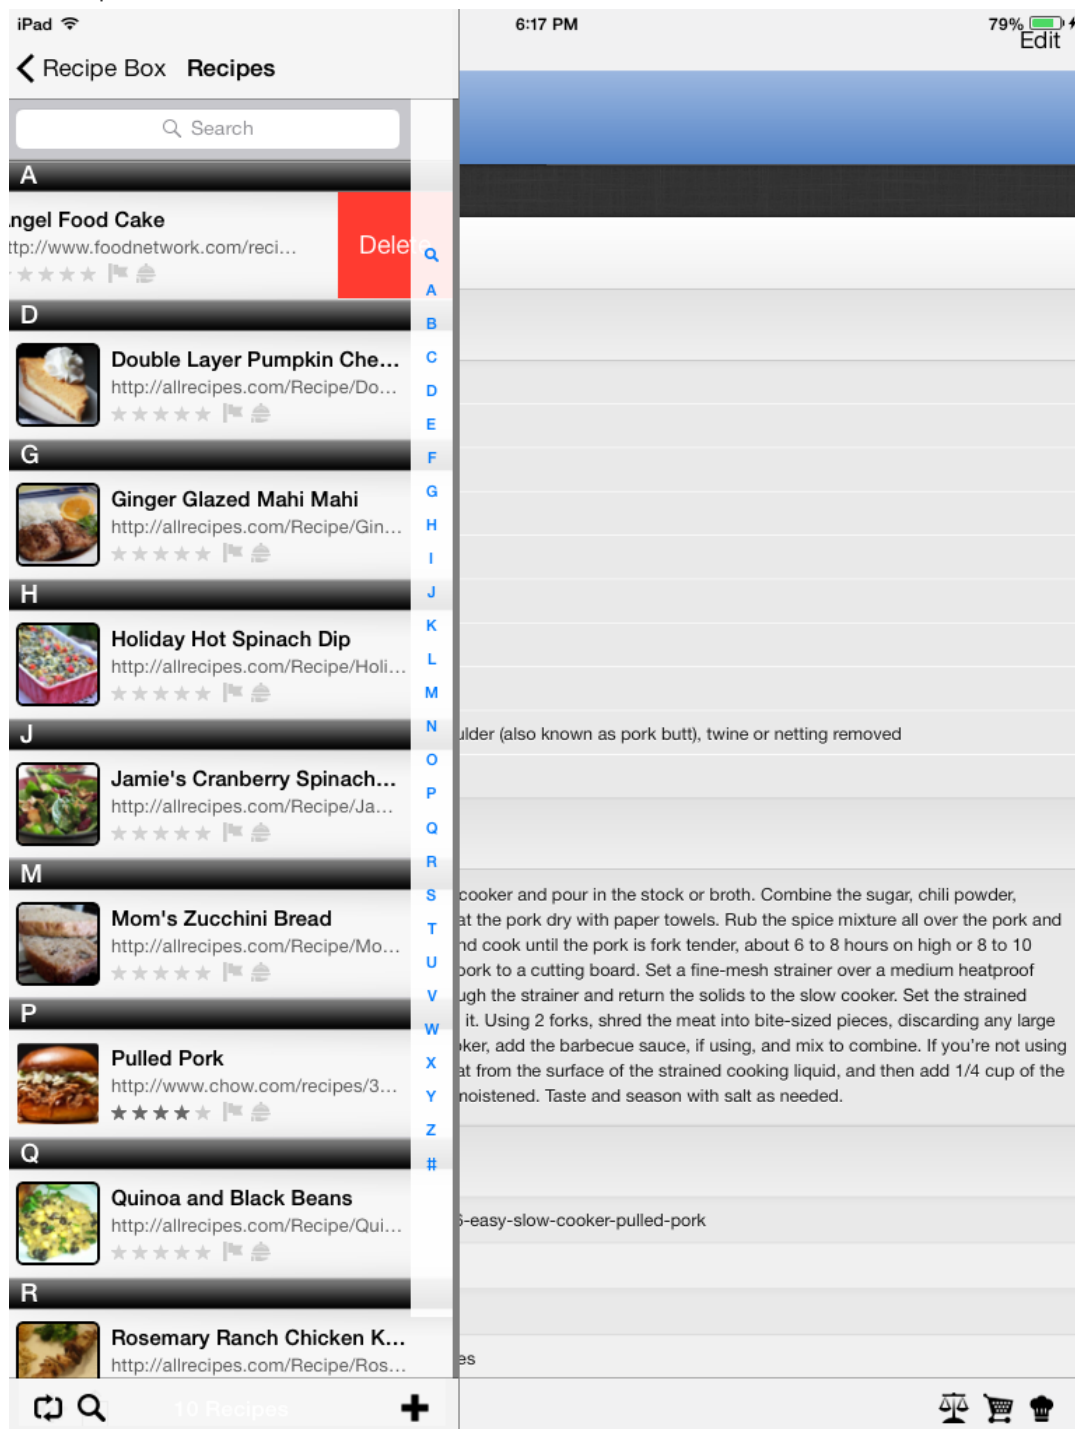 iPad 6:17 PM 79%
Recipe Box Recipes
Edit
Search
A
ngel Food Cake
ttp://www.foodnetwork.com/reci...
Delete
D
Double Layer Pumpkin Che...
http://allrecipes.com/Recipe/Do...
G
Ginger Glazed Mahi Mahi
http://allrecipes.com/Recipe/Gin...
H
Holiday Hot Spinach Dip
http://allrecipes.com/Recipe/Holi...
J
Jamie's Cranberry Spinach...
http://allrecipes.com/Recipe/Ja...
M
Mom's Zucchini Bread
http://allrecipes.com/Recipe/Mo...
P
Pulled Pork
http://www.chow.com/recipes/3...
Q
Quinoa and Black Beans
http://allrecipes.com/Recipe/Qui...
R
Rosemary Ranch Chicken K...
http://allrecipes.com/Recipe/Ros...
10 Recipes
A
B
C
D
E
F
G
H
I
J
K
L
M
N
O
P
Q
R
S
T
U
V
W
X
Y
Z
#
ulder (also known as pork butt), twine or netting removed
cooker and pour in the stock or broth. Combine the sugar, chili powder,
at the pork dry with paper towels. Rub the spice mixture all over the pork and
nd cook until the pork is fork tender, about 6 to 8 hours on high or 8 to 10
pork to a cutting board. Set a fine-mesh strainer over a medium heatproof
ugh the strainer and return the solids to the slow cooker. Set the strained
it. Using 2 forks, shred the meat into bite-sized pieces, discarding any large
oker, add the barbecue sauce, if using, and mix to combine. If you're not using
at from the surface of the strained cooking liquid, and then add 1/4 cup of the
moistened. Taste and season with salt as needed.
6-easy-slow-cooker-pulled-pork
es